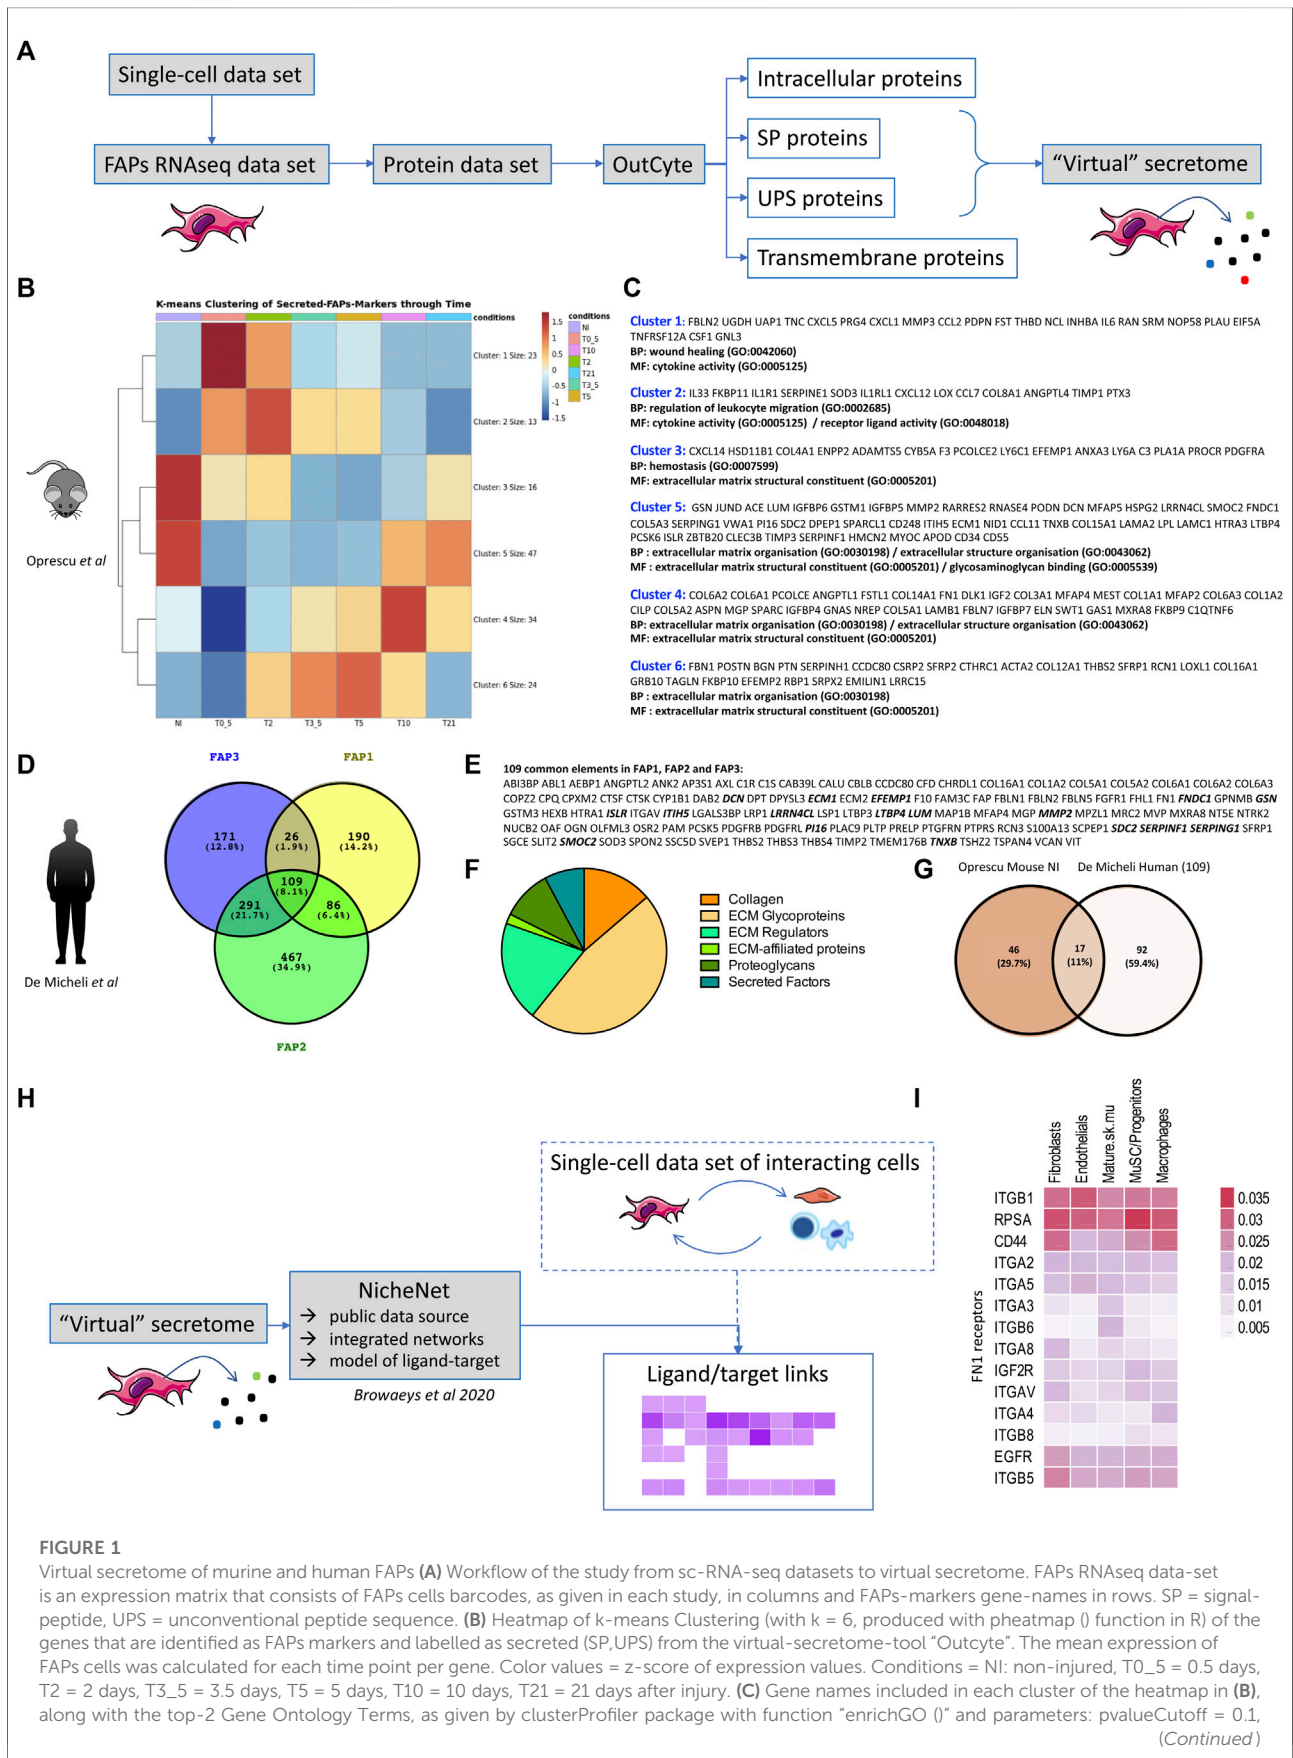 A
Single-cell data set
FAPs RNAseq data set
Protein data set
OutCyte
Intracellular proteins
SP proteins
UPS proteins
Transmembrane proteins
“Virtual” secretome
B
K-means Clustering of Secreted-FAPs-Markers through Time
conditions
Cluster: 1 Size: 23
Cluster: 2 Size: 13
Cluster: 3 Size: 16
Cluster: 5 Size: 47
Cluster: 4 Size: 34
Cluster: 6 Size: 24
1.5
1
0.5
0
-0.5
-1
-1.5
conditions
NI
T0_5
T10
T2
T21
T3_5
T5
NI
T0_5
T2
T3_5
T5
T10
T21
Oprescu et al
C
Cluster 1: FBLN2 UGDH UAP1 TNC CXCL5 PRG4 CXCL1 MMP3 CCL2 PDPN FST THBD NCL INHBA IL6 RAN SRM NOP58 PLAU EIF5A
TNFRSF12A CSF1 GNL3
BP: wound healing (GO:0042060)
MF: cytokine activity (GO:0005125)
Cluster 2: IL33 FKBP11 IL1R1 SERPINE1 SOD3 IL1RL1 CXCL12 LOX CCL7 COL8A1 ANGPTL4 TIMP1 PTX3
BP: regulation of leukocyte migration (GO:0002685)
MF: cytokine activity (GO:0005125) / receptor ligand activity (GO:0048018)
Cluster 3: CXCL14 HSD11B1 COL4A1 ENPP2 ADAMTS5 CYB5A F3 PCOLCE2 LY6C1 EFEMP1 ANXA3 LY6A C3 PLA1A PROCR PDGFRA
BP: hemostasis (GO:0007599)
MF: extracellular matrix structural constituent (GO:0005201)
Cluster 5: GSN JUND ACE LUM IGFBP6 GSTM1 IGFBP5 MMP2 RARRES2 RNASE4 PODN DCN MFAP5 HSPG2 LRRN4CL SMOC2 FNDC1
COL5A3 SERPING1 VWA1 PI16 SDC2 DPEP1 SPARCL1 CD248 ITIH5 ECM1 NID1 CCL11 TNXB COL15A1 LAMA2 LPL LAMC1 HTRA3 LTBP4
PCSK6 ISLR ZBTB20 CLEC3B TIMP3 SERPINF1 HMCN2 MYOC APOD CD34 CD55
BP : extracellular matrix organisation (GO:0030198) / extracellular structure organisation (GO:0043062)
MF : extracellular matrix structural constituent (GO:0005201) / glycosaminoglycan binding (GO:0005539)
Cluster 4: COL6A2 COL6A1 PCOLCE ANGPTL1 FSTL1 COL14A1 FN1 DLK1 IGF2 COL3A1 MFAP4 MEST COL1A1 MFAP2 COL6A3 COL1A2
CILP COL5A2 ASPN MGP SPARC IGFBP4 GNAS NREP COL5A1 LAMB1 FBLN7 IGFBP7 ELN SWT1 GAS1 MXRA8 FKBP9 C1QTNF6
BP: extracellular matrix organisation (GO:0030198) / extracellular structure organisation (GO:0043062)
MF: extracellular matrix structural constituent (GO:0005201)
Cluster 6: FBN1 POSTN BGN PTN SERPINH1 CCDC80 CSRP2 SFRP2 CTHRC1 ACTA2 COL12A1 THBS2 SFRP1 RCN1 LOXL1 COL16A1
GRB10 TAGLN FKBP10 EFEMP2 RBP1 SRPX2 EMILIN1 LRRC15
BP : extracellular matrix organisation (GO:0030198)
MF : extracellular matrix structural constituent (GO:0005201)
D
FAP3
FAP1
171
(12.8%)
26
(1.9%)
190
(14.2%)
109
(8.1%)
291
(21.7%)
86
(6.4%)
467
(34.9%)
FAP2
De Micheli et al
E
109 common elements in FAP1, FAP2 and FAP3:
ABI3BP ABL1 AEBP1 ANGPTL2 ANK2 AP3S1 AXL C1R C1S CAB39L CALU CBLB CCDC80 CFD CHRDL1 COL16A1 COL1A2 COL5A1 COL5A2 COL6A1 COL6A2 COL6A3
COPZ2 CPQ CPXM2 CTSF CTSK CYP1B1 DAB2 DCN DPT DPYSL3 ECM1 ECM2 EFEMP1 F10 FAM3C FAP FBLN1 FBLN2 FBLN5 FGFR1 FHL1 FN1 FNDC1 GPNMB GSN
GSTM3 HEXB HTRA1 ISLR ITGAV ITIH5 LGALS3BP LRP1 LRRN4CL LSP1 LTBP3 LTBP4 LUM MAP1B MFAP4 MGP MMP2 MPZL1 MRC2 MVP MXRA8 NT5E NTRK2
NUCB2 OAF OGN OLFML3 OSR2 PAM PCSK5 PDGFRB PDGFRL PI16 PLAC9 PLTP PRELP PTGFRN PTPRS RCN3 S100A13 SCPEP1 SDC2 SERPINF1 SERPING1 SFRP1
SGCE SLIT2 SMOC2 SOD3 SPON2 SSC5D SVEP1 THBS2 THBS3 THBS4 TIMP2 TMEM176B TNXB TSHZ2 TSPAN4 VCAN VIT
F
Collagen
ECM Glycoproteins
ECM Regulators
ECM-affiliated proteins
Proteoglycans
Secreted Factors
G
Oprescu Mouse NI
De Micheli Human (109)
46
(29.7%)
17
(11%)
92
(59.4%)
H
“Virtual” secretome
NicheNet
→ public data source
→ integrated networks
→ model of ligand-target
Browaeys et al 2020
Single-cell data set of interacting cells
Ligand/target links
I
Fibroblasts
Endothelials
Mature.sk.mu
MuSC/Progenitors
Macrophages
FN1 receptors
ITGB1
RPSA
CD44
ITGA2
ITGA5
ITGA3
ITGB6
ITGA8
IGF2R
ITGAV
ITGA4
ITGB8
EGFR
ITGB5
0.035
0.03
0.025
0.02
0.015
0.01
0.005
FIGURE 1
Virtual secretome of murine and human FAPs (A) Workflow of the study from sc-RNA-seq datasets to virtual secretome. FAPs RNAseq data-set
is an expression matrix that consists of FAPs cells barcodes, as given in each study, in columns and FAPs-markers gene-names in rows. SP = signal-
peptide, UPS = unconventional peptide sequence. (B) Heatmap of k-means Clustering (with k = 6, produced with pheatmap () function in R) of the
genes that are identified as FAPs markers and labelled as secreted (SP,UPS) from the virtual-secretome-tool “Outcyte”. The mean expression of
FAPs cells was calculated for each time point per gene. Color values = z-score of expression values. Conditions = NI: non-injured, T0_5 = 0.5 days,
T2 = 2 days, T3_5 = 3.5 days, T5 = 5 days, T10 = 10 days, T21 = 21 days after injury. (C) Gene names included in each cluster of the heatmap in (B),
along with the top-2 Gene Ontology Terms, as given by clusterProfiler package with function “enrichGO ()” and parameters: pvalueCutoff = 0.1,
(Continued)